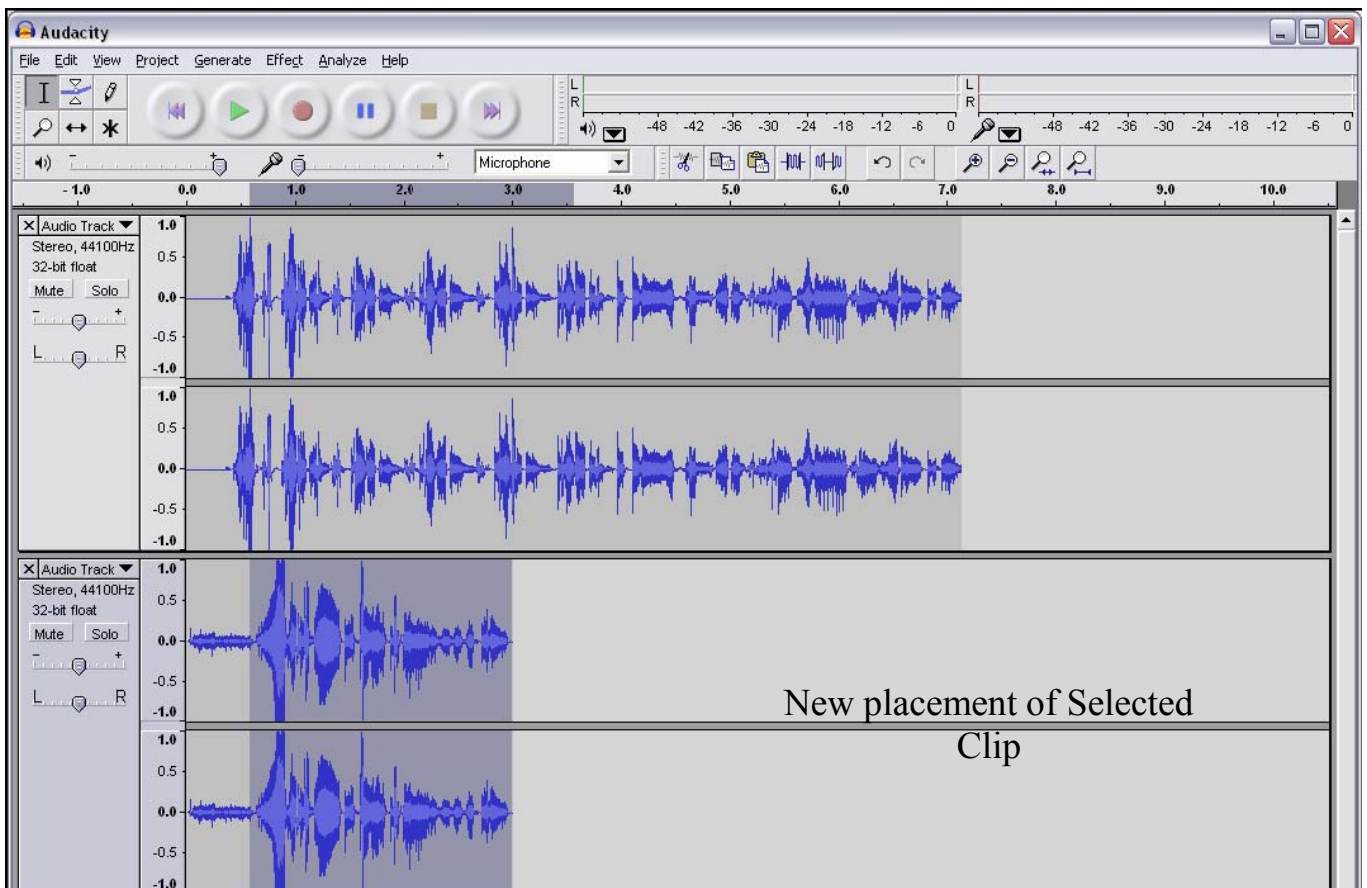 Audacity
File Edit View Project Generate Effect Analyze Help
L
R
-48 -42 -36 -30 -24 -18 -12 -6 0
L
R
-48 -42 -36 -30 -24 -18 -12 -6 0
- +
Microphone
- 1.0 0.0 1.0 2.0 3.0 4.0 5.0 6.0 7.0 8.0 9.0 10.0
X Audio Track
Stereo, 44100Hz
32-bit float
Mute Solo
- +
L R
1.0
0.5
0.0
-0.5
-1.0
1.0
0.5
0.0
-0.5
-1.0
X Audio Track
Stereo, 44100Hz
32-bit float
Mute Solo
- +
L R
1.0
0.5
0.0
-0.5
-1.0
New placement of Selected
Clip
1.0
0.5
0.0
-0.5
-1.0